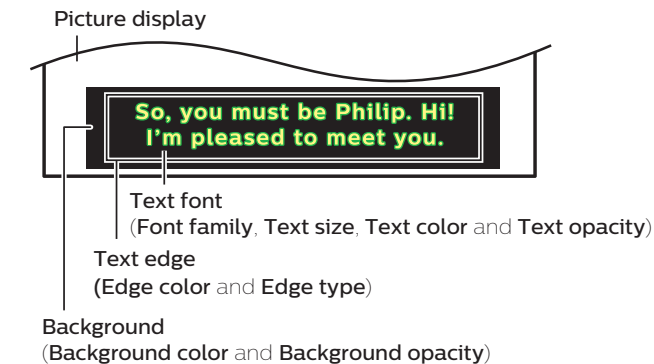 Picture display
So, you must be Philip. Hi!
I'm pleased to meet you.
Text font
(Font family, Text size, Text color and Text opacity)
Text edge
(Edge color and Edge type)
Background
(Background color and Background opacity)